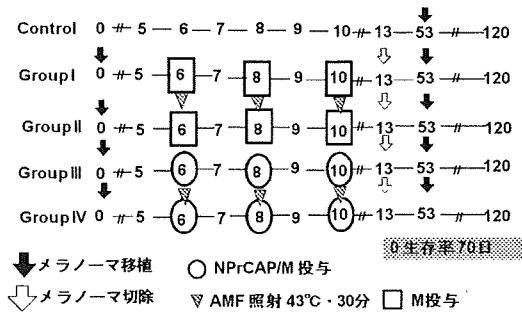 Control 0 5 6 7 8 9 10 13 53 120
Group I 0 5 6 7 8 9 10 13 53 120
Group II 0 5 6 7 8 9 10 13 53 120
Group III 0 5 6 7 8 9 10 13 53 120
Group IV 0 5 6 7 8 9 10 13 53 120
0 生存率70日
メラノーマ移植 NPrCAP/M 投与
メラノーマ切除 AMF 照射 43℃・30分 M投与